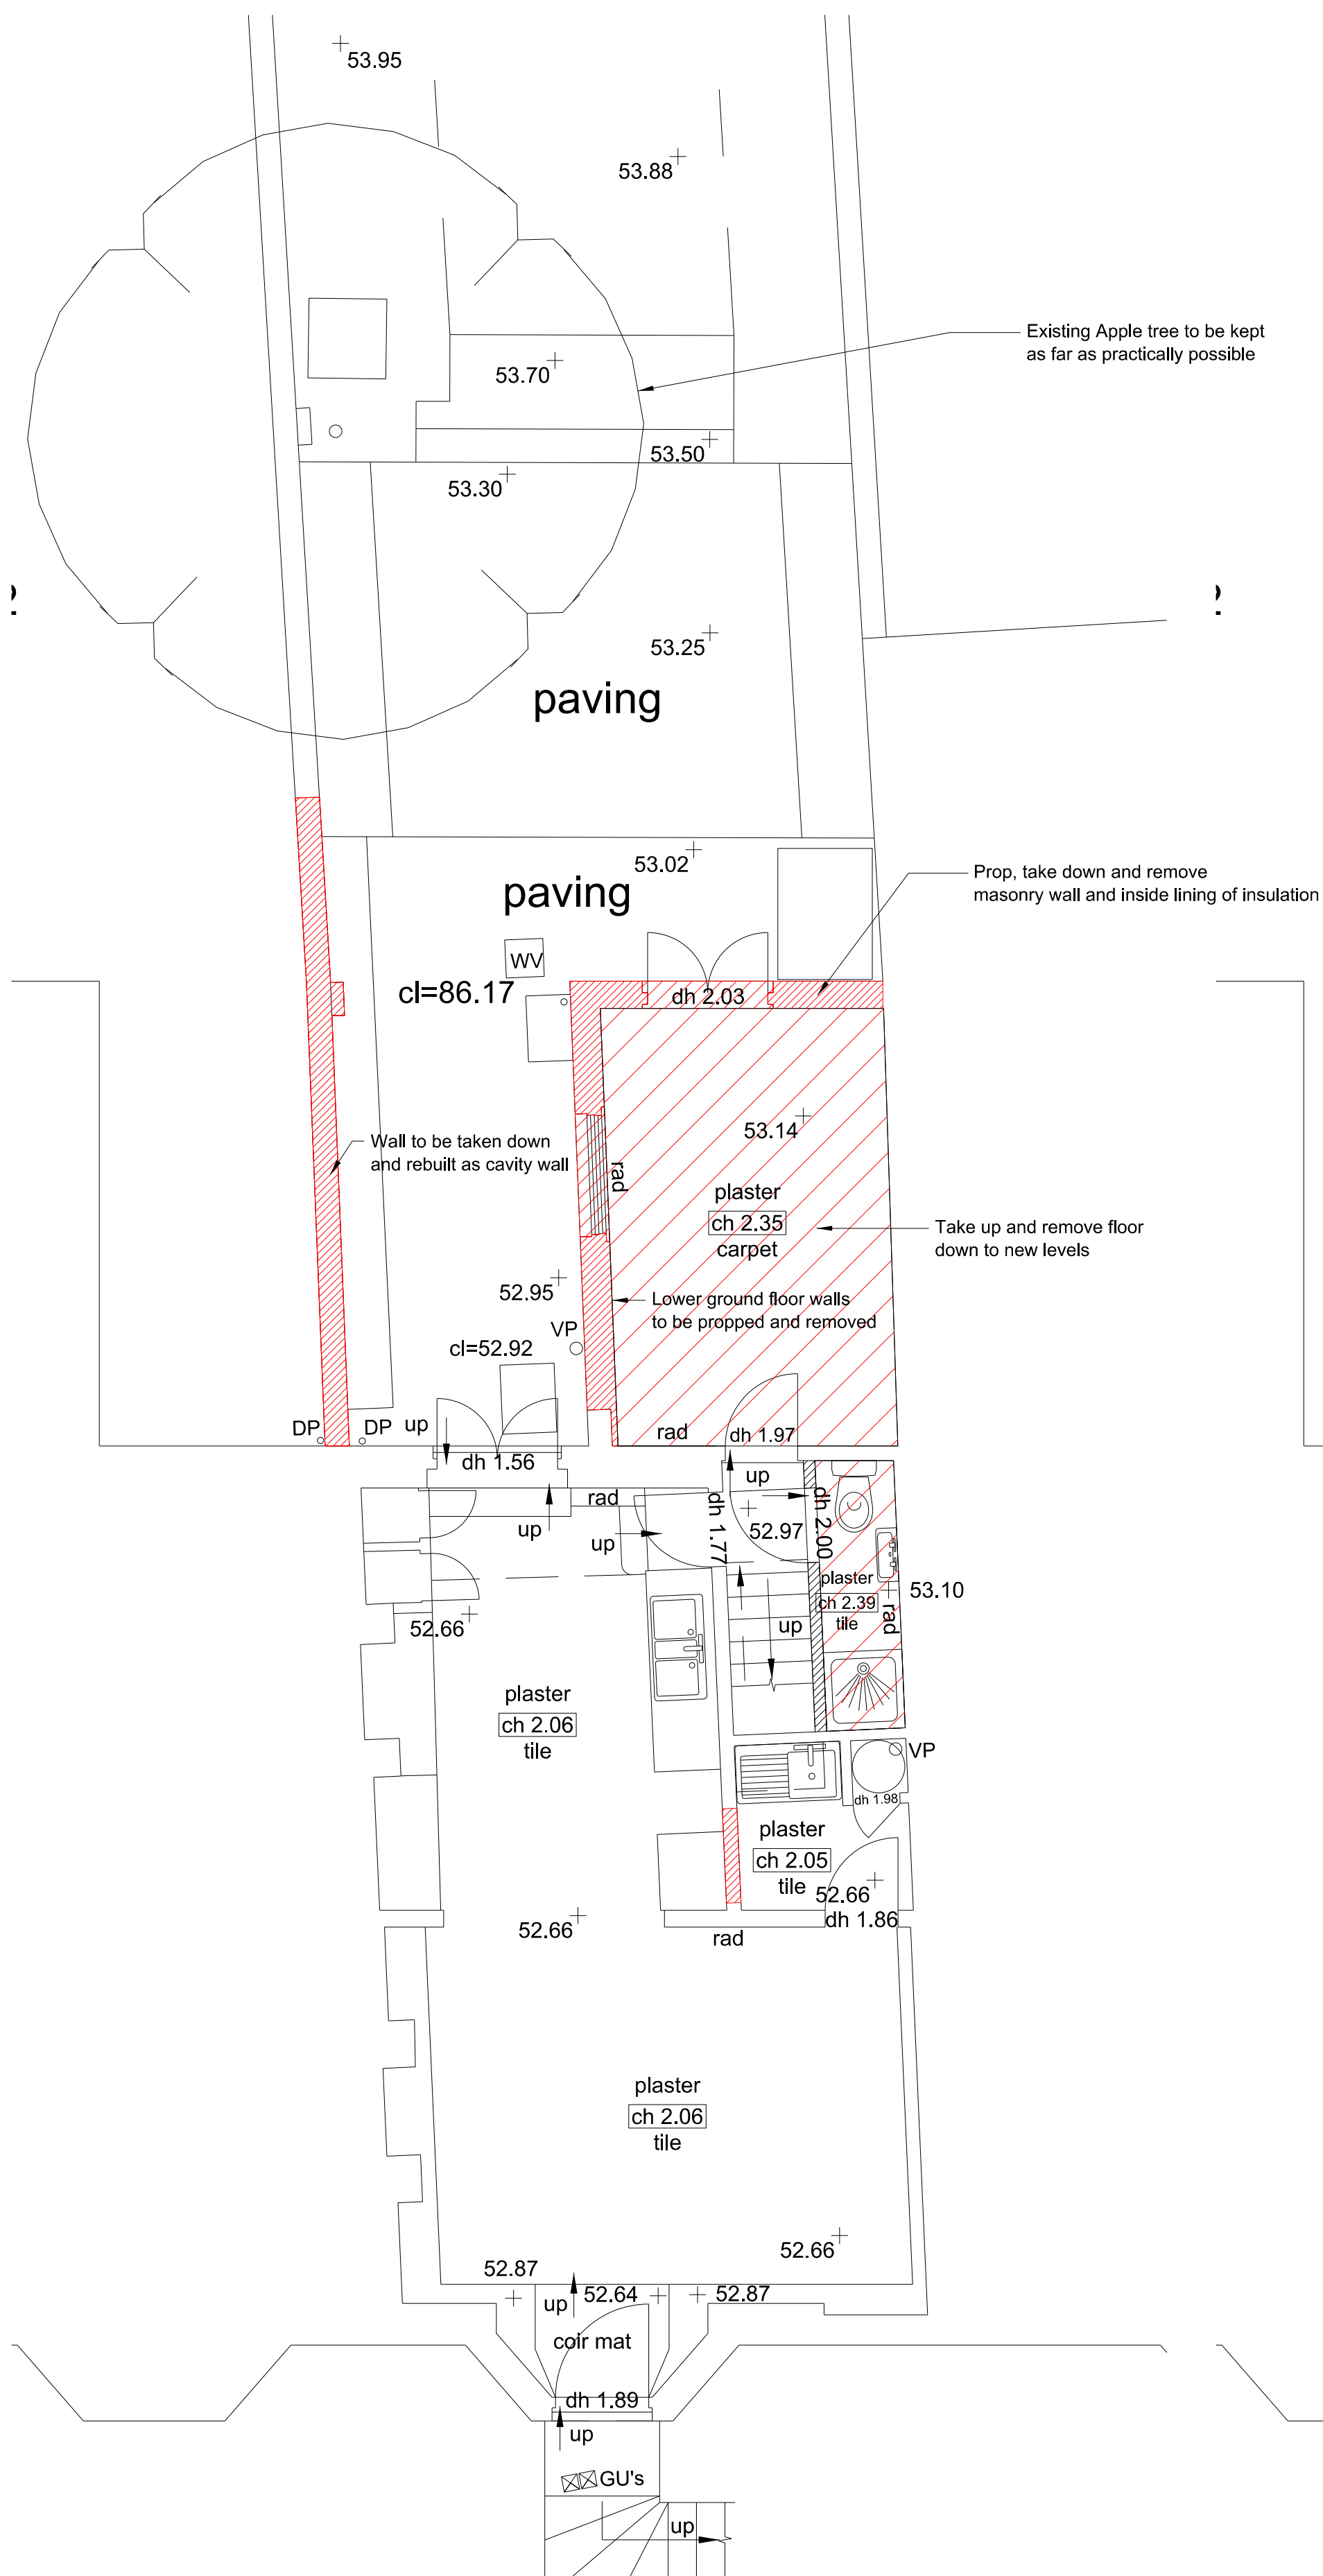 53.95
53.88
Existing Apple tree to be kept
as far as practically possible
53.70
53.50
53.30
53.25
paving
53.02
Prop, take down and remove
masonry wall and inside lining of insulation
paving
WV
cl=86.17
dh 2.03
53.14
Wall to be taken down
and rebuilt as cavity wall
rad
plaster
ch 2.35
carpet
Take up and remove floor
down to new levels
52.95
Lower ground floor walls
to be propped and removed
VP
cl=52.92
DP
DP
up
rad
dh 1.97
dh 1.56
up
rad
up
up
dh 1.77
52.97
dh 2.00
plaster
ch 2.39
tile
rad
53.10
52.66
up
plaster
ch 2.06
tile
VP
dh 1.98
plaster
ch 2.05
tile
52.66
dh 1.86
52.66
rad
plaster
ch 2.06
tile
52.66
52.87
52.64
52.87
up
coir mat
dh 1.89
up
GU's
up